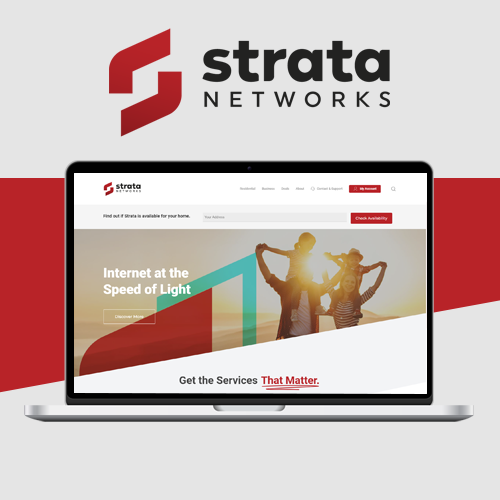 strata
NETWORKS
strata
NETWORKS
Residential Business Deals About Contact & Support My Account
Find out if Strata is available for your home. Your Address Check Availability
Internet at the
Speed of Light
Discover More
Get the Services That Matter.